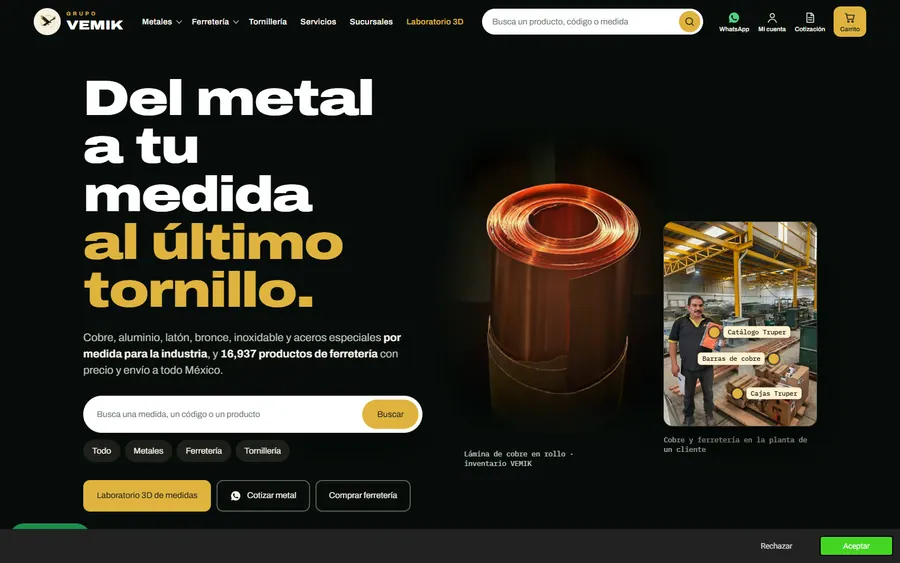 GRUPO
VEMIK
Metales
Ferretería
Tornillería
Servicios
Sucursales
Laboratorio 3D
Busca un producto, código o medida
WhatsApp
Mi cuenta
Cotización
Carrito
Del metal
a tu
medida
al último
tornillo.
Cobre, aluminio, latón, bronce, inoxidable y aceros especiales por
medida para la industria, y 16,937 productos de ferretería con
precio y envío a todo México.
Busca una medida, un código o un producto
Buscar
Todo
Metales
Ferretería
Tornillería
Laboratorio 3D de medidas
Cotizar metal
Comprar ferretería
Lámina de cobre en rollo ·
inventario VEMIK
Catálogo Truper
Barras de cobre
Cajas Truper
Cobre y ferretería en la planta de
un cliente
Rechazar
Aceptar